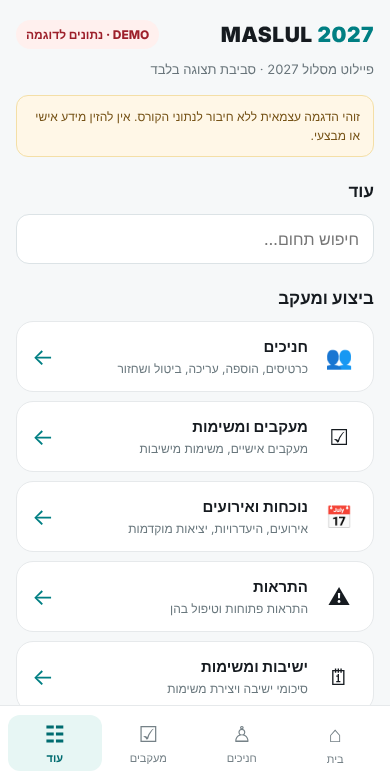 MASLUL 2027
DEMO · נתונים לדוגמה
פיילוט מסלול 2027 · סביבת תצוגה בלבד
זוהי הדגמה עצמאית ללא חיבור לנתוני הקורס. אין להזין מידע אישי
או מבצעי.
עוד
חיפוש תחום...
ביצוע ומעקב
חניכים
כרטיסים, הוספה, עריכה, ביטול ושחזור
מעקבים ומשימות
מעקבים אישיים, משימות מישיבות
נוכחות ואירועים
אירועים, היעדרויות, יציאות מוקדמות
התראות
התראות פתוחות וטיפול בהן
ישיבות ומשימות
סיכומי ישיבה ויצירת משימות
בית
חניכים
מעקבים
עוד